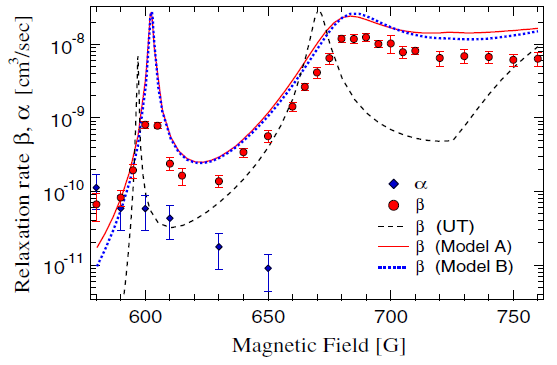 Relaxation rate β, α [cm³/sec]
10⁻⁸
10⁻⁹
10⁻¹⁰
10⁻¹¹
α
β
β (UT)
β (Model A)
β (Model B)
600 650 700 750
Magnetic Field [G]